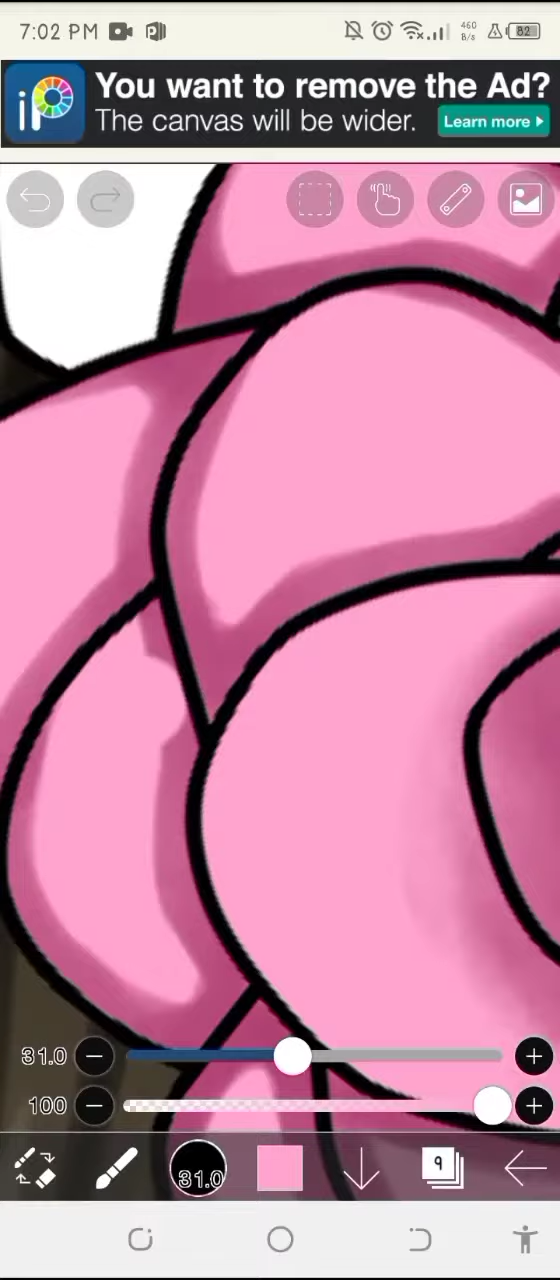 7:02 PM 460 B/s 82
iP You want to remove the Ad?
The canvas will be wider. Learn more
31.0
100
31.0 9